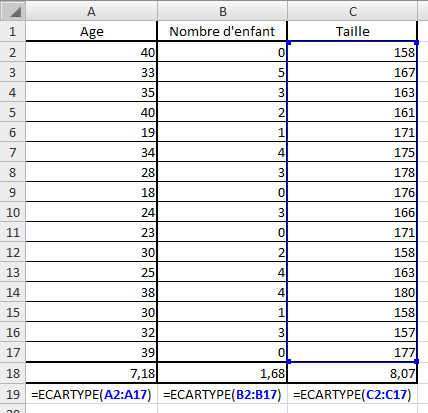 A B C
1 Age Nombre d'enfant Taille
2 40 0 158
3 33 5 167
4 35 3 163
5 40 2 161
6 19 1 171
7 34 4 175
8 28 3 178
9 18 0 176
10 24 3 166
11 23 0 171
12 30 2 158
13 25 4 163
14 38 4 180
15 30 1 158
16 32 3 157
17 39 0 177
18 7,18 1,68 8,07
19 =ECARTYPE(A2:A17) =ECARTYPE(B2:B17) =ECARTYPE(C2:C17)